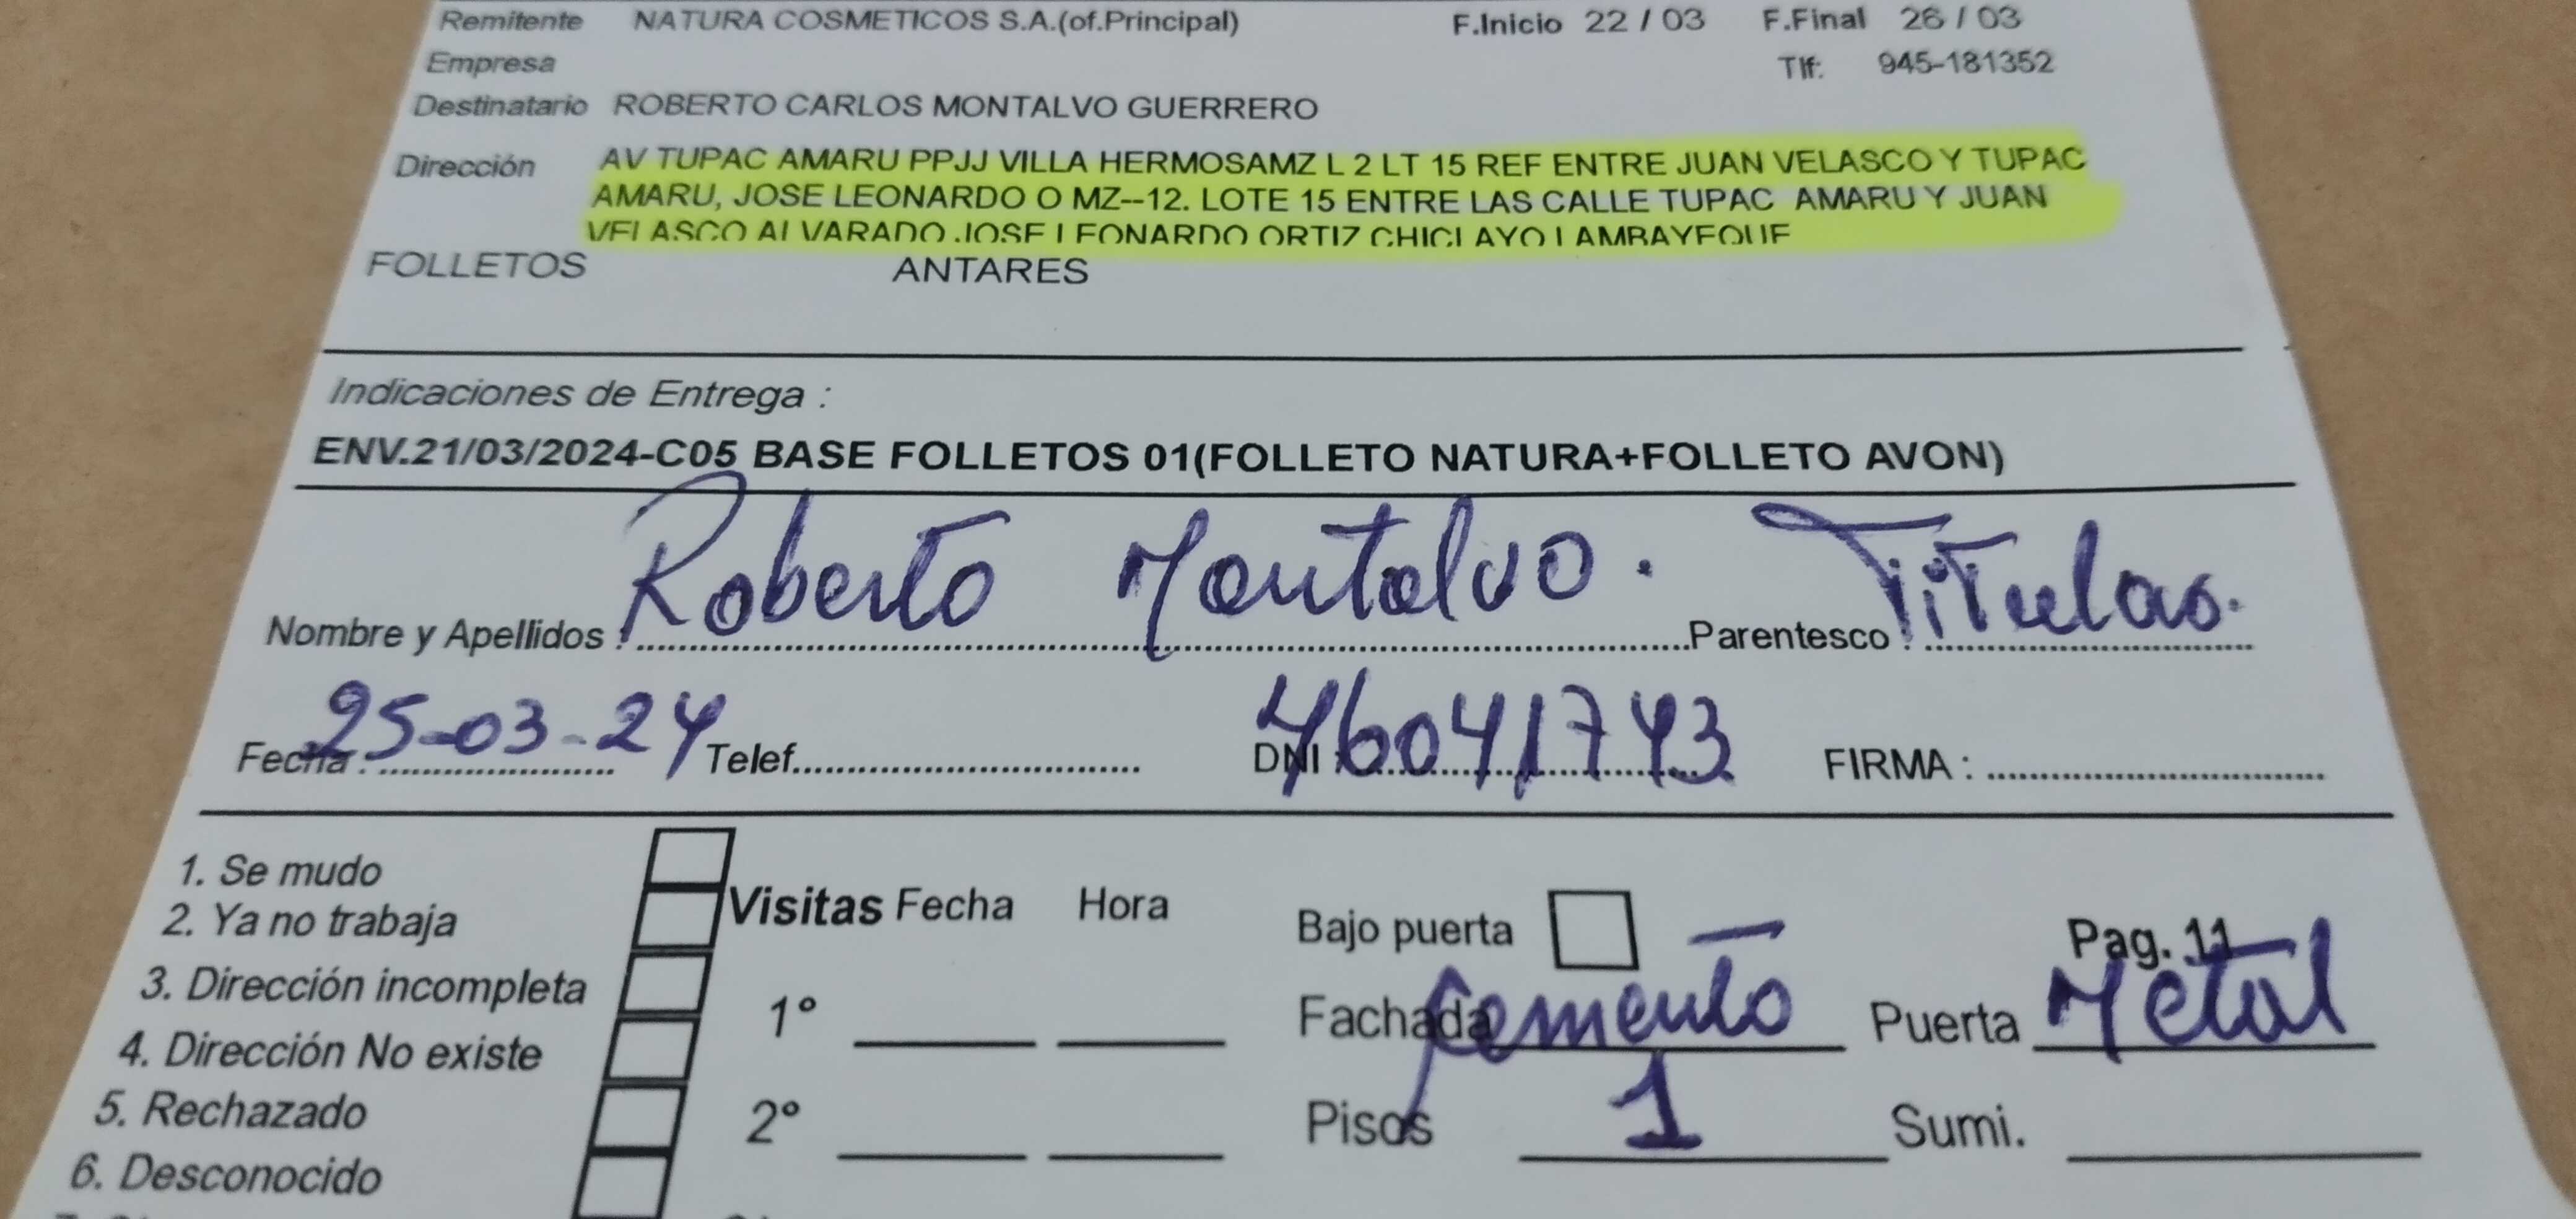 Remitente NATURA COSMETICOS S.A.(of.Principal) F.Inicio 22 / 03 F.Final 26 / 03
Empresa Tlf: 945-181352
Destinatario ROBERTO CARLOS MONTALVO GUERRERO
Dirección AV TUPAC AMARU PPJJ VILLA HERMOSAMZ L 2 LT 15 REF ENTRE JUAN VELASCO Y TUPAC
AMARU, JOSE LEONARDO O MZ--12. LOTE 15 ENTRE LAS CALLE TUPAC AMARU Y JUAN
VELASCO ALVARADO JOSE LEONARDO ORTIZ CHICLAYO LAMBAYEQUE
FOLLETOS ANTARES
Indicaciones de Entrega :
ENV.21/03/2024-C05 BASE FOLLETOS 01(FOLLETO NATURA+FOLLETO AVON)
Nombre y Apellidos : Roberto Montalvo. Parentesco : Titular.
Fecha : 25-03-24 Telef. DNI : 46041743 FIRMA :
1. Se mudo
2. Ya no trabaja Visitas Fecha Hora Bajo puerta Pag. 11
3. Dirección incompleta 1° Fachada Cemento Puerta Metal
4. Dirección No existe
5. Rechazado 2° Pisos 1 Sumi.
6. Desconocido